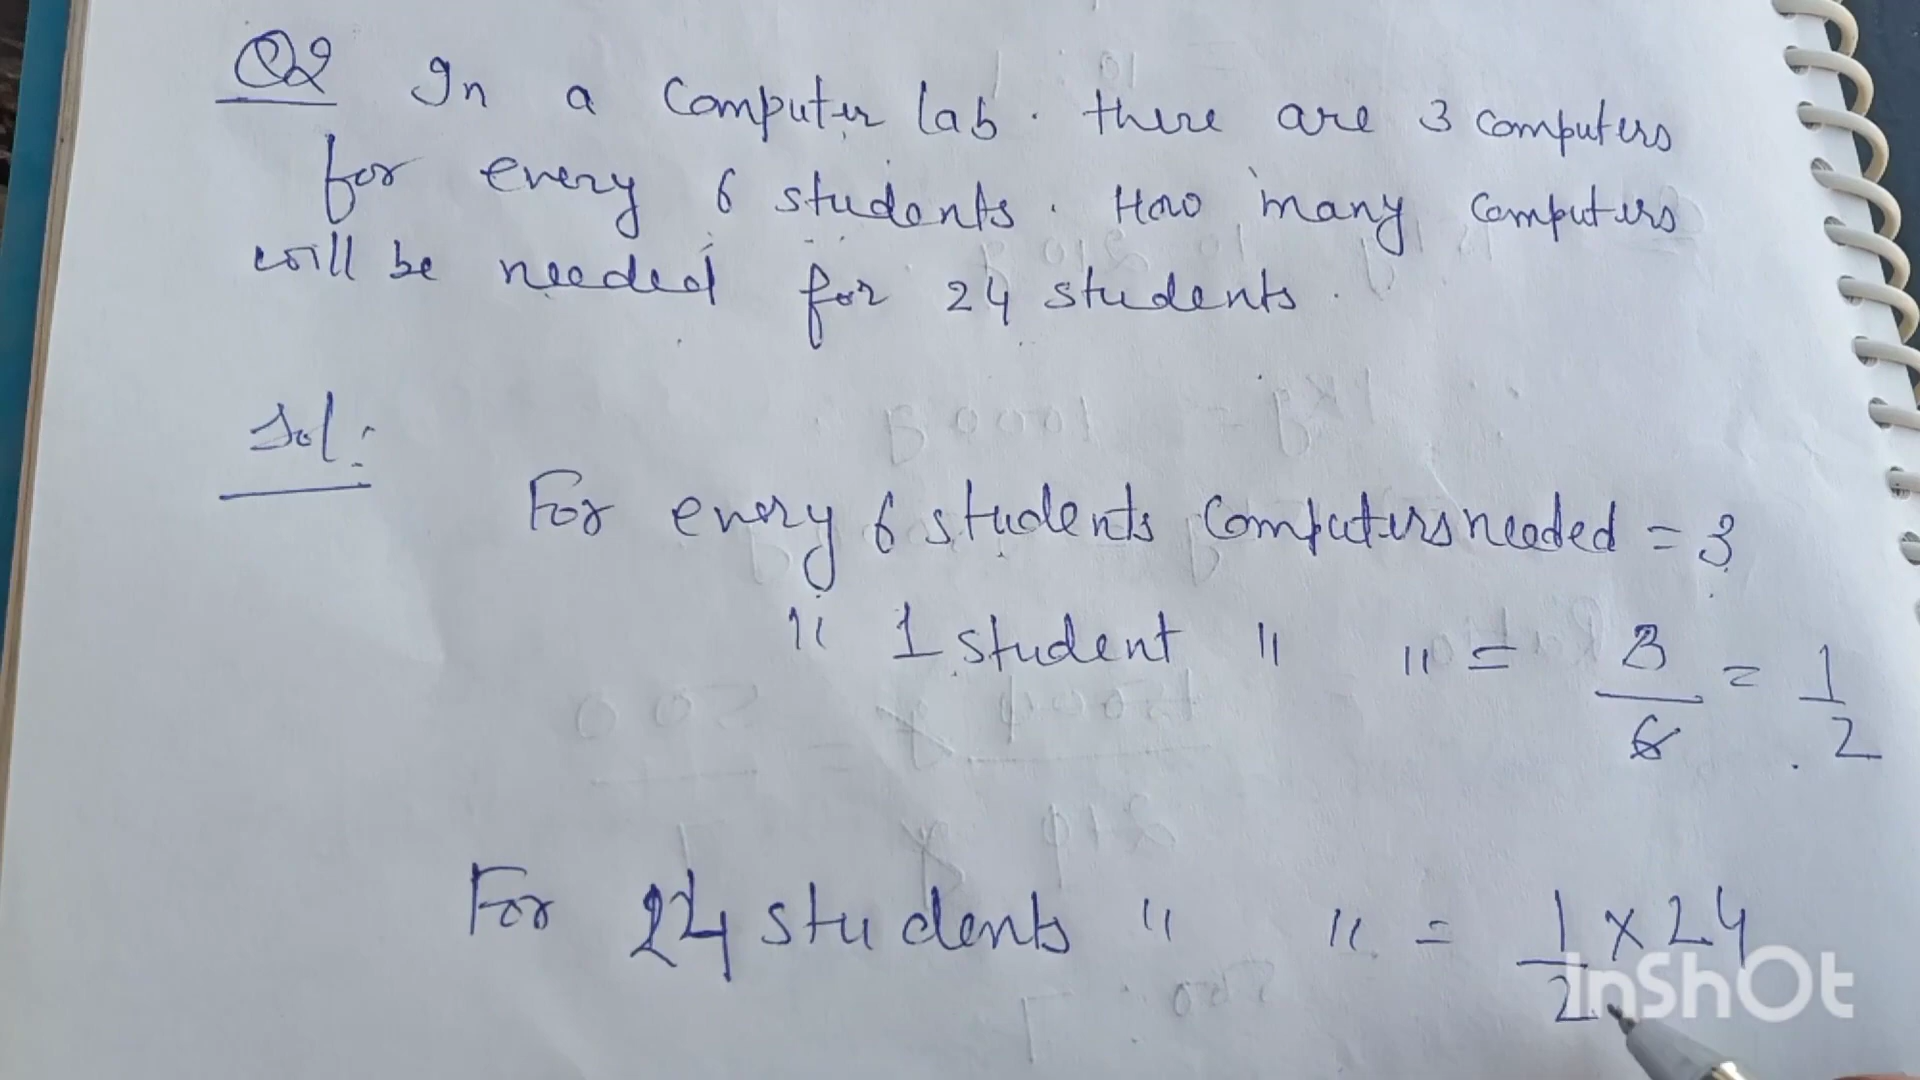 Q2 In a computer lab. there are 3 computers
for every 6 students. How many computers
will be needed for 24 students.
Sol:
For every 6 students computers needed = 3
" 1 student " " = 3/6 = 1/2
For 24 students " " = 1/2 × 24
InShOt